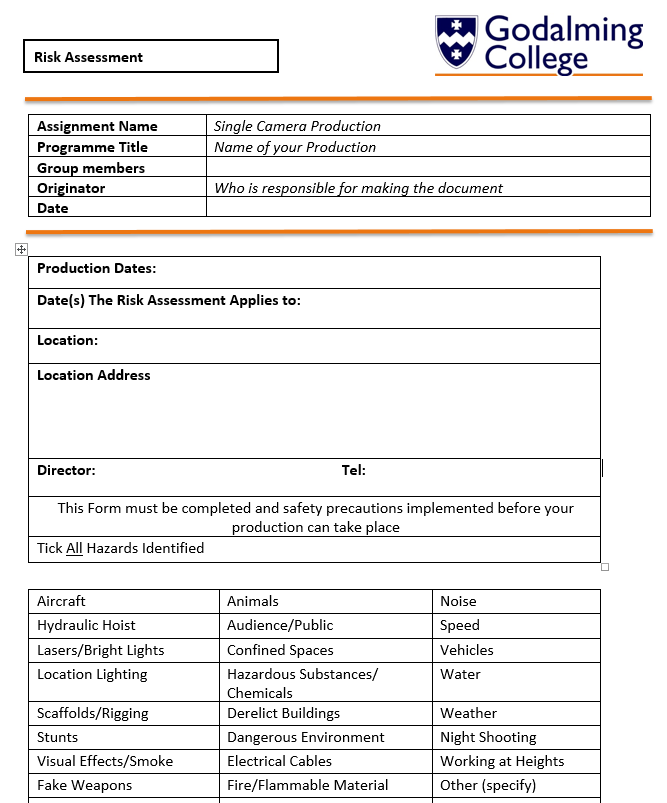 Godalming
College
Risk Assessment
Assignment Name Single Camera Production
Programme Title Name of your Production
Group members
Originator Who is responsible for making the document
Date
Production Dates:
Date(s) The Risk Assessment Applies to:
Location:
Location Address
Director: Tel:
This Form must be completed and safety precautions implemented before your
production can take place
Tick All Hazards Identified
Aircraft Animals Noise
Hydraulic Hoist Audience/Public Speed
Lasers/Bright Lights Confined Spaces Vehicles
Location Lighting Hazardous Substances/ Water
Chemicals
Scaffolds/Rigging Derelict Buildings Weather
Stunts Dangerous Environment Night Shooting
Visual Effects/Smoke Electrical Cables Working at Heights
Fake Weapons Fire/Flammable Material Other (specify)